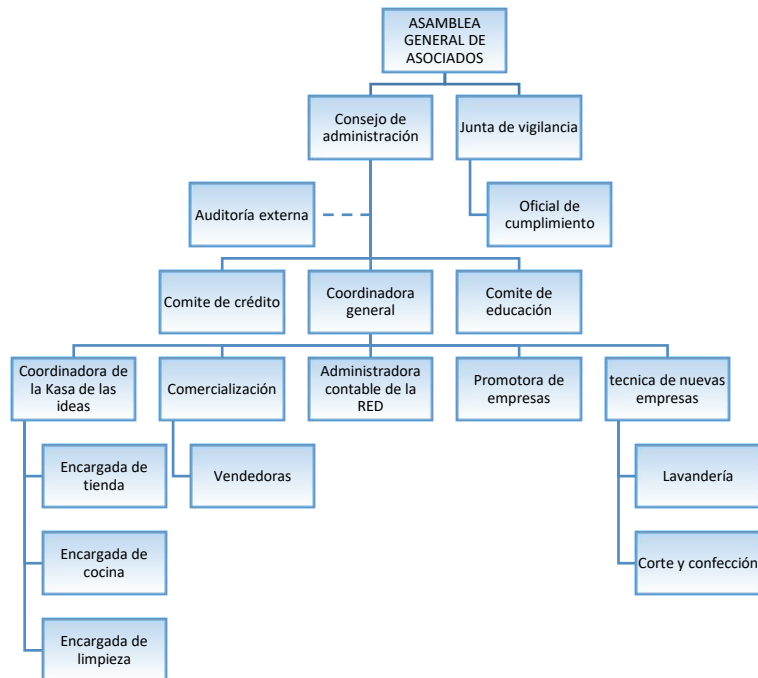 ASAMBLEA
GENERAL DE
ASOCIADOS
Consejo de
administración
Junta de vigilancia
Auditoría externa
Oficial de
cumplimiento
Comite de crédito
Coordinadora
general
Comite de
educación
Coordinadora de
la Kasa de las
ideas
Comercialización
Administradora
contable de la
RED
Promotora de
empresas
tecnica de nuevas
empresas
Encargada de
tienda
Vendedoras
Lavandería
Encargada de
cocina
Corte y confección
Encargada de
limpieza